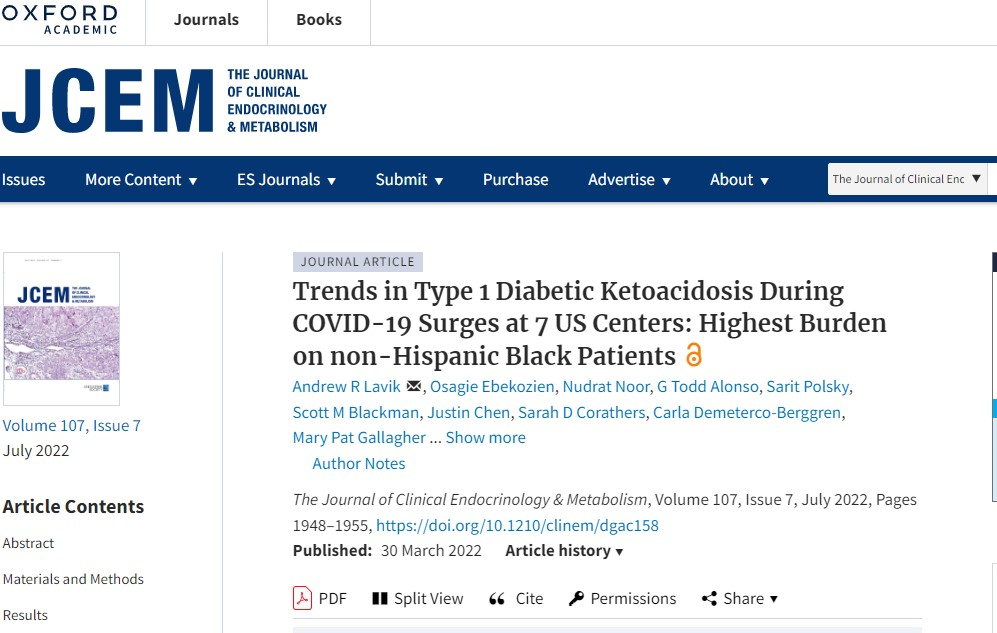 OXFORD
ACADEMIC
Journals
Books
JCEM
THE JOURNAL
OF CLINICAL
ENDOCRINOLOGY
& METABOLISM
Issues
More Content ▼
ES Journals ▼
Submit ▼
Purchase
Advertise ▼
About ▼
The Journal of Clinical Enc ▼
JCEM
Volume 107, Issue 7
July 2022
Article Contents
Abstract
Materials and Methods
Results
JOURNAL ARTICLE
Trends in Type 1 Diabetic Ketoacidosis During
COVID-19 Surges at 7 US Centers: Highest Burden
on non-Hispanic Black Patients
Andrew R Lavik, Osagie Ebekozien, Nudrat Noor, G Todd Alonso, Sarit Polsky,
Scott M Blackman, Justin Chen, Sarah D Corathers, Carla Demeterco-Berggren,
Mary Pat Gallagher ... Show more
Author Notes
The Journal of Clinical Endocrinology & Metabolism, Volume 107, Issue 7, July 2022, Pages
1948–1955, https://doi.org/10.1210/clinem/dgac158
Published: 30 March 2022 Article history ▼
PDF
Split View
Cite
Permissions
Share ▼